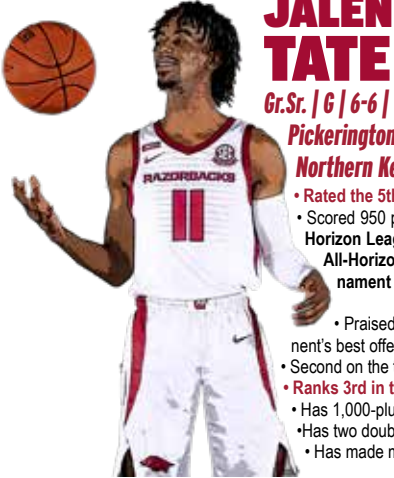 JALEN
TATE
Gr.Sr. | G | 6-6 |
Pickerington
Northern Ke
• Rated the 5th
• Scored 950 p
Horizon Leag
All-Horizo
nament
• Praised
nent's best offe
• Second on the
• Ranks 3rd in t
• Has 1,000-plu
•Has two doub
• Has made m
RAZORBACKS
11